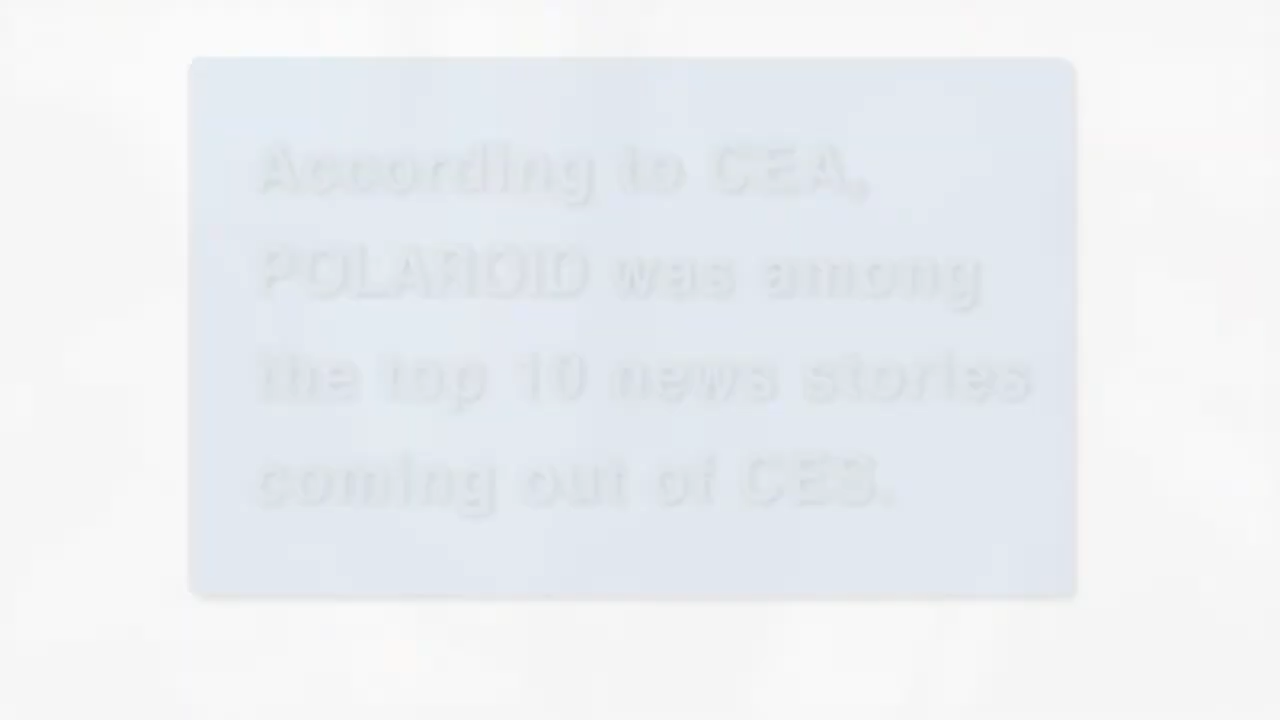 According to CEA,
POLAROID was among
the top 10 news stories
coming out of CES.